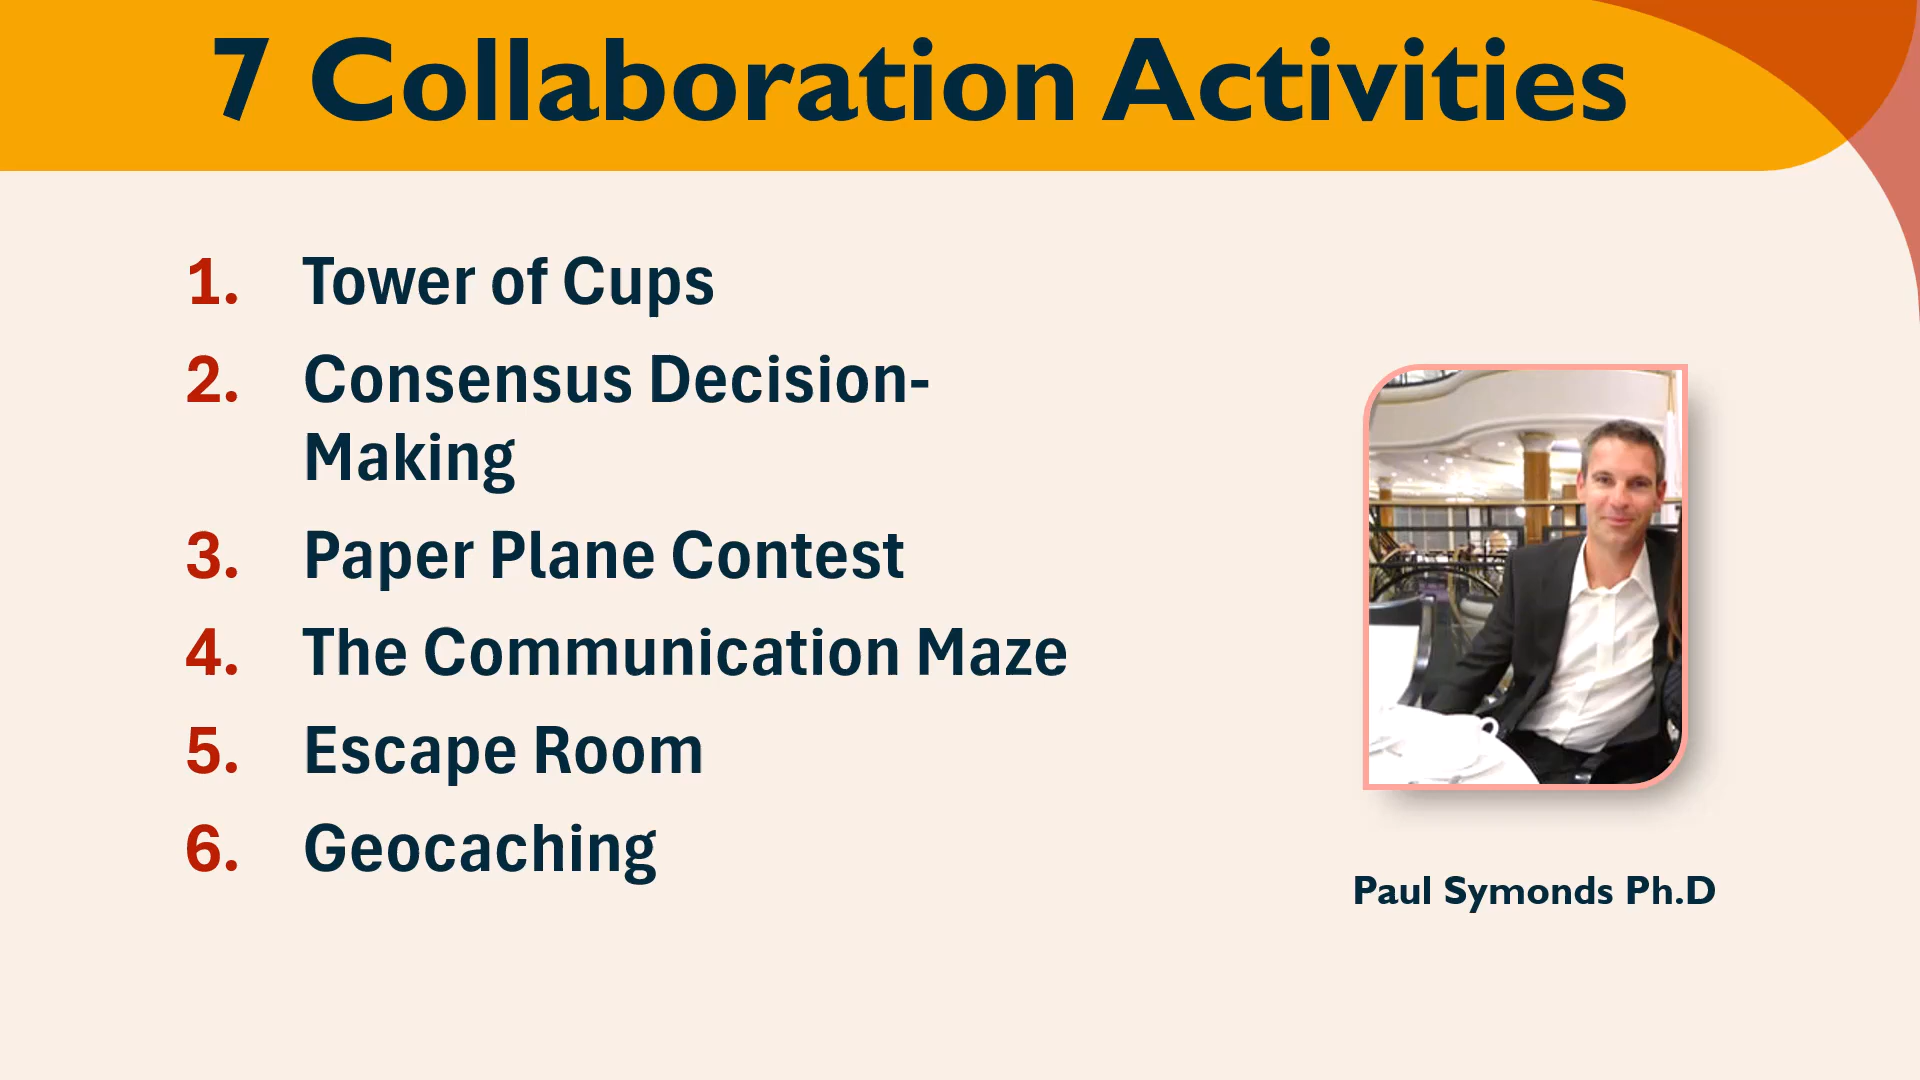 7 Collaboration Activities
1. Tower of Cups
2. Consensus Decision-
Making
3. Paper Plane Contest
4. The Communication Maze
5. Escape Room
6. Geocaching
Paul Symonds Ph.D